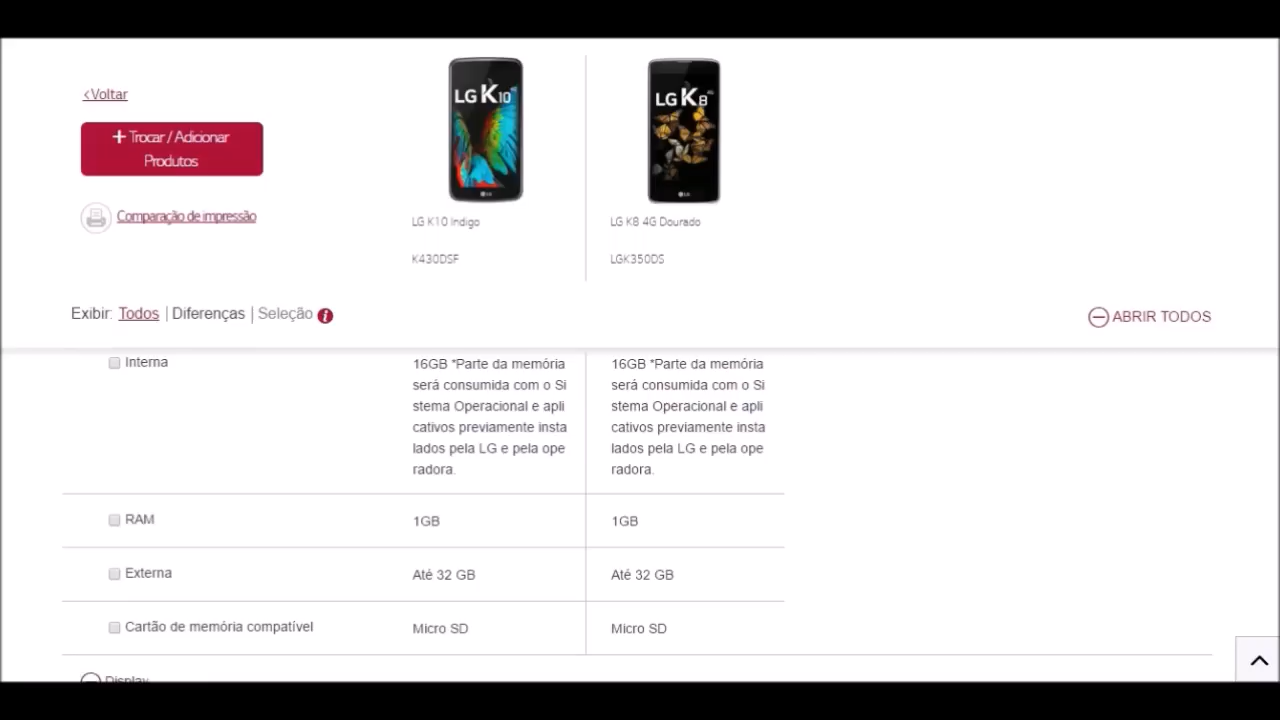 <Voltar
+ Trocar / Adicionar
Produtos
Comparação de impressão
LG K10
LG K8 4G
LG K10 Indigo
LG K8 4G Dourado
K430DSF
LGK350DS
Exibir: Todos | Diferenças | Seleção i
ABRIR TODOS
Interna
16GB *Parte da memória
será consumida com o Si
stema Operacional e apli
cativos previamente insta
lados pela LG e pela ope
radora.
16GB *Parte da memória
será consumida com o Si
stema Operacional e apli
cativos previamente insta
lados pela LG e pela ope
radora.
RAM
1GB
1GB
Externa
Até 32 GB
Até 32 GB
Cartão de memória compatível
Micro SD
Micro SD
Display